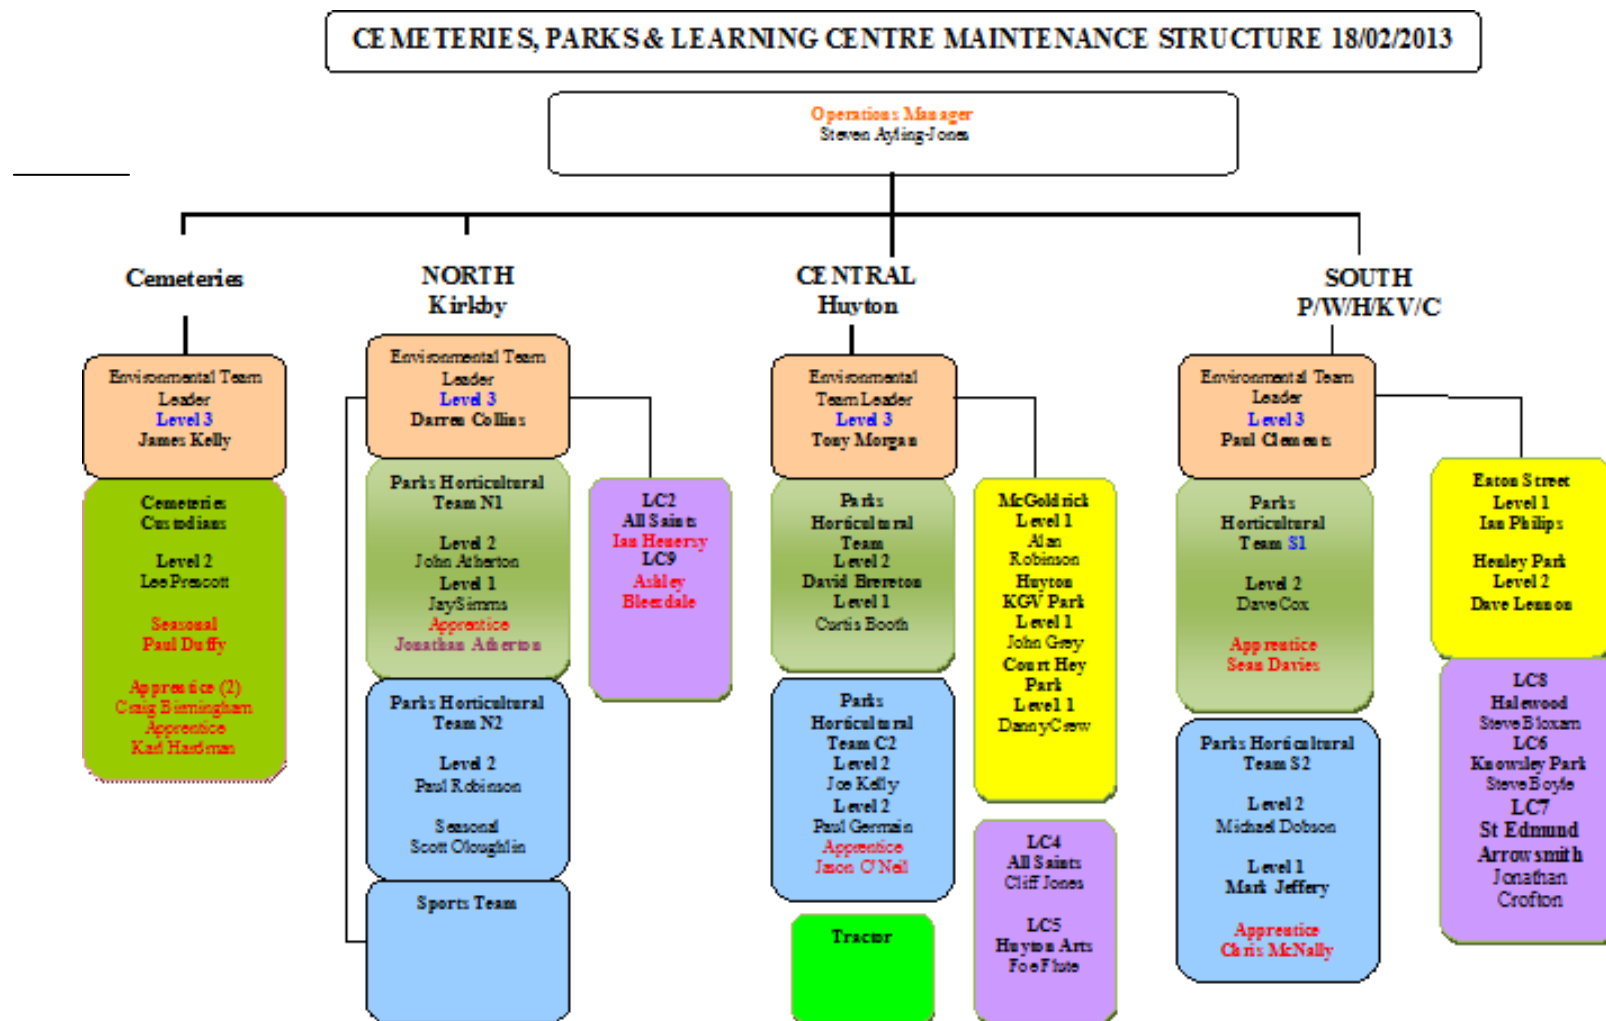 CEMETERIES, PARKS & LEARNING CENTRE MAINTENANCE STRUCTURE 18/02/2013
Operations Manager
Steven Ayling-Jones
Cemeteries
Environmental Team
Leader
Level 3
James Kelly
Cemeteries
Custodians
Level 2
Lee Prescott
Seasonal
Paul Duffy
Apprentice (2)
Craig Birmingham
Apprentice
Karl Hardman
NORTH
Kirkby
Environmental Team
Leader
Level 3
Darren Collins
Parks Horticultural
Team N1
Level 2
John Atherton
Level 1
Jay Simms
Apprentice
Jonathan Atherton
Parks Horticultural
Team N2
Level 2
Paul Robinson
Seasonal
Scott Oloughlin
Sports Team
LC2
All Saints
Ian
LC9
Ashley
CENTRAL
Huyton
Environmental
Team Leader
Level 3
Tony Morgan
Parks
Horticultural
Team
Level 2
David Brereton
Level 1
Curtis Booth
Parks
Horticultural
Team C2
Level 2
Joe Kelly
Level 2
Paul Germain
Apprentice
Jason O'Neil
Tractor
McGoldrick
Level 1
Alan
Robinson
Huyton
KGV Park
Level 1
John Grey
Court Hey
Park
Level 1
Danny Crew
LC4
All Saints
Cliff Jones
LC5
Huyton Arts
SOUTH
P/W/H/KV/C
Environmental Team
Leader
Level 3
Paul Clements
Parks
Horticultural
Team S1
Level 2
Dave Cox
Apprentice
Sean Davies
Parks Horticultural
Team S2
Level 2
Michael Dobson
Level 1
Mark Jeffery
Apprentice
Chris McNally
Eaton Street
Level 1
Ian Philips
Henley Park
Level 2
Dave Lennon
LC8
Halewood
Steve Bloxam
LC6
Knowsley Park
Steve Boyle
LC7
St Edmund
Arrowsmith
Jonathan
Crofton